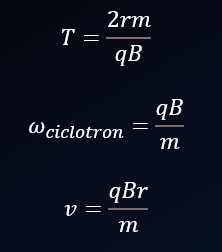 T = 2rm / qB
ω_ciclotron = qB / m
v = qBr / m